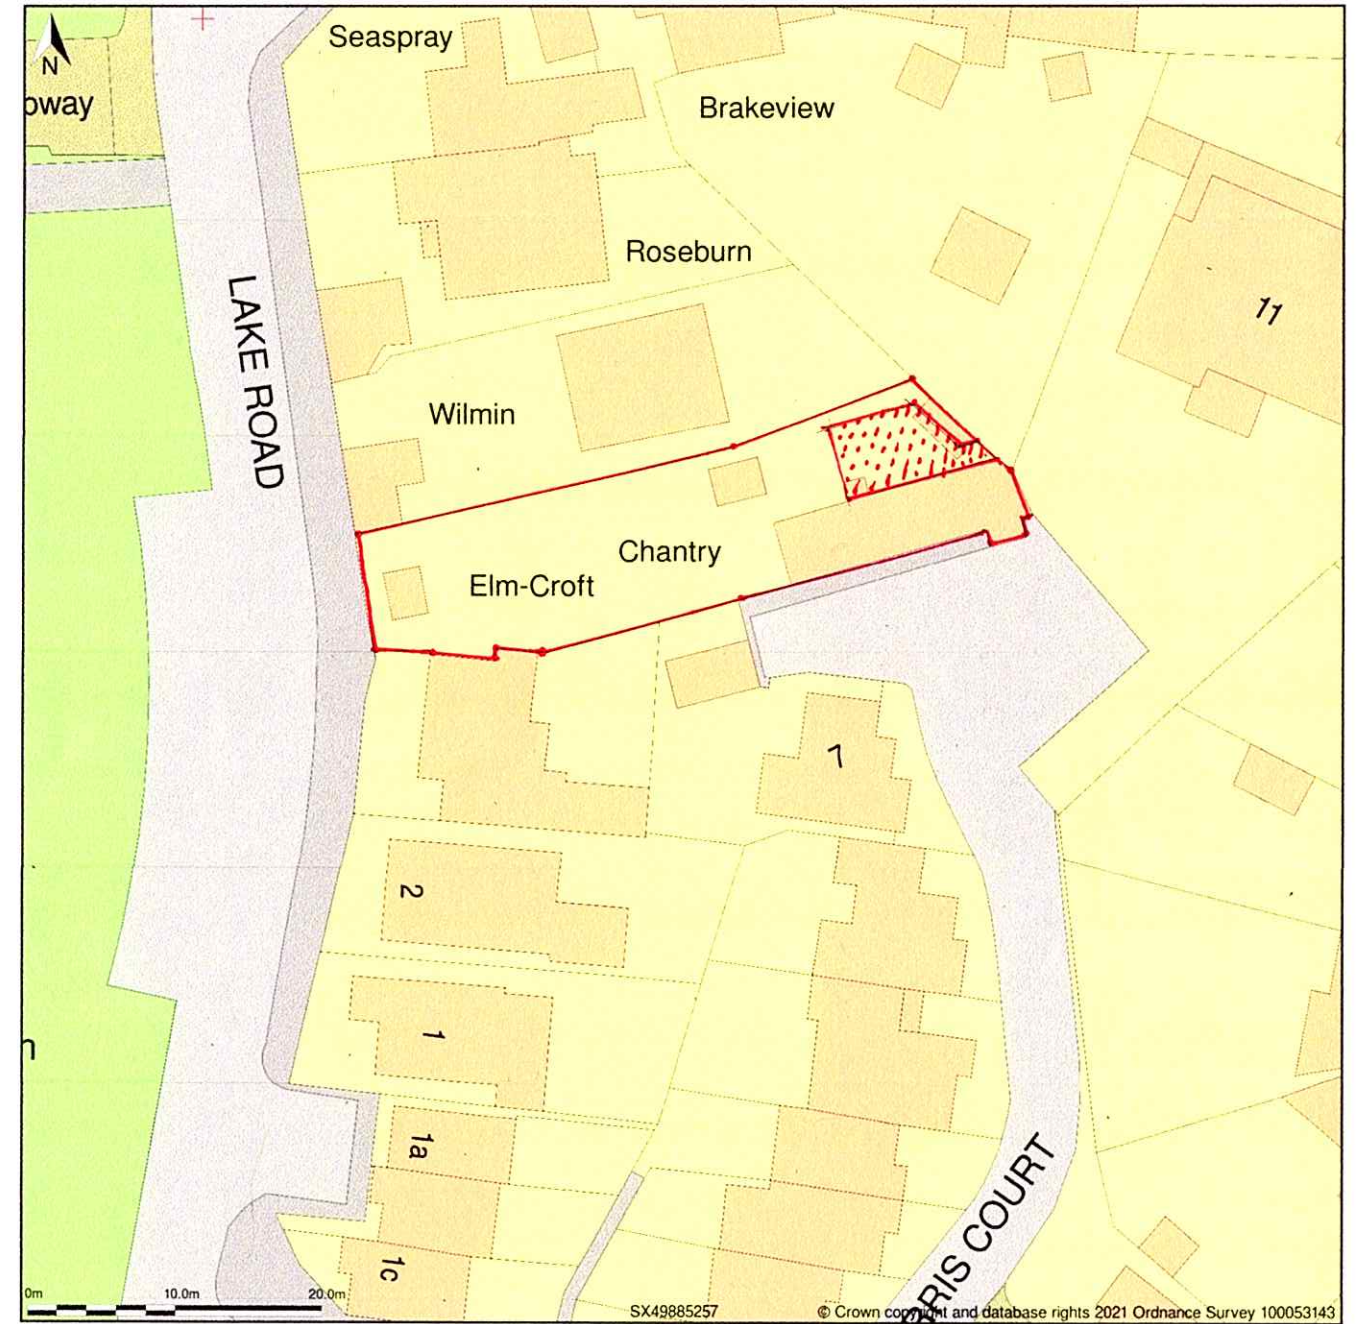 Seaspray
N
oway
Brakeview
Roseburn
LAKE ROAD
11
Wilmin
Chantry
Elm-Croft
7
2
1
1a
1c
RIS COURT
0m 10.0m 20.0m
SX49885257
© Crown copyright and database rights 2021 Ordnance Survey 100053143